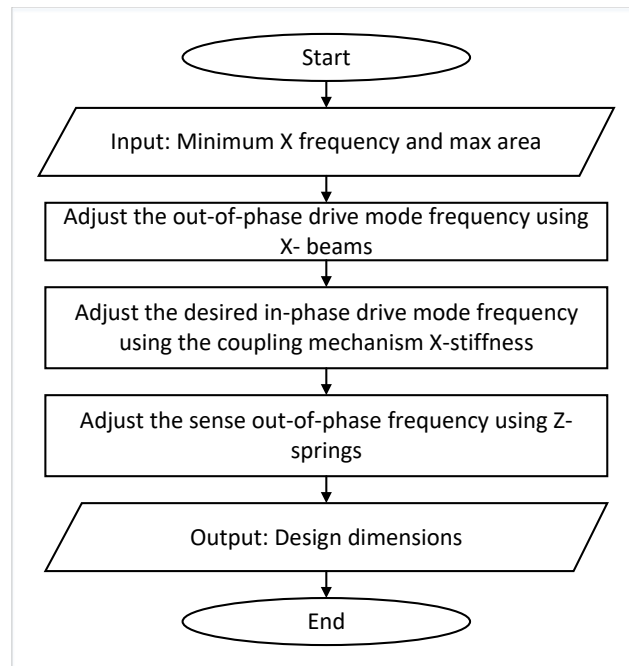 Start
Input: Minimum X frequency and max area
Adjust the out-of-phase drive mode frequency using
X- beams
Adjust the desired in-phase drive mode frequency
using the coupling mechanism X-stiffness
Adjust the sense out-of-phase frequency using Z-
springs
Output: Design dimensions
End